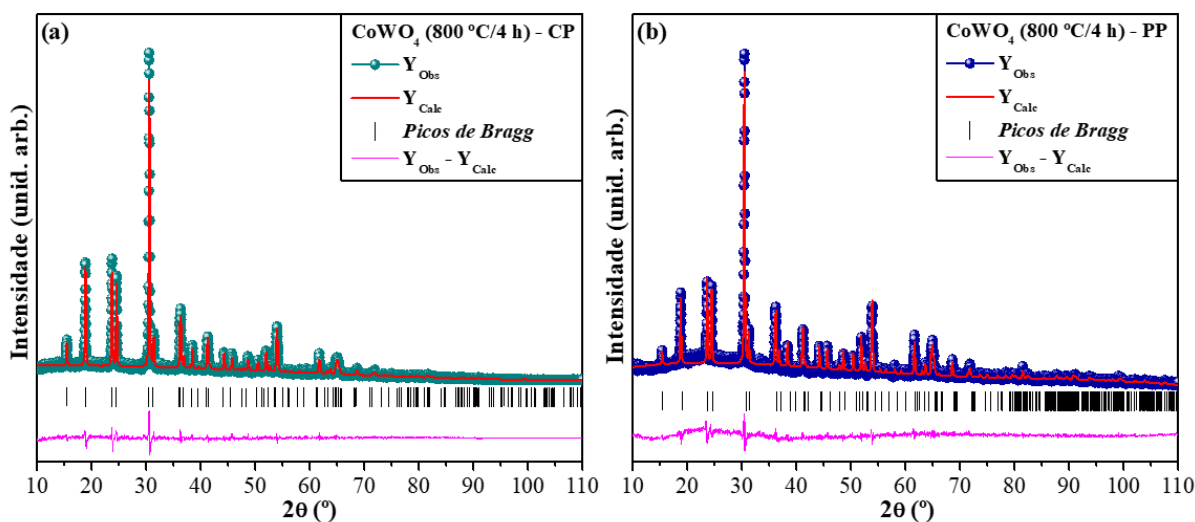 (a)
CoWO4 (800 ºC/4 h) - CP
YObs
YCalc
Picos de Bragg
YObs - YCalc
Intensidade (unid. arb.)
10 20 30 40 50 60 70 80 90 100 110
2θ (º)
(b)
CoWO4 (800 ºC/4 h) - PP
YObs
YCalc
Picos de Bragg
YObs - YCalc
Intensidade (unid. arb.)
10 20 30 40 50 60 70 80 90 100 110
2θ (º)